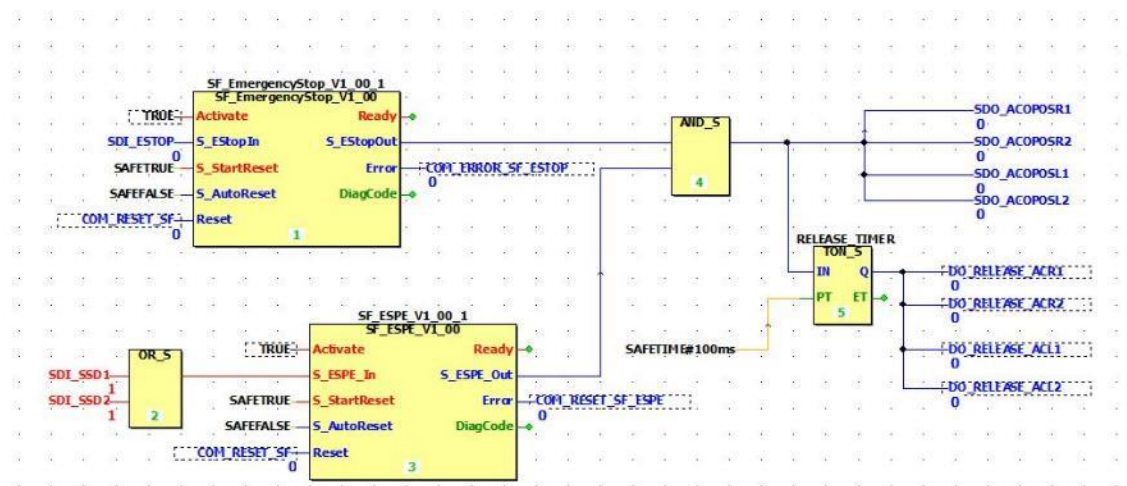 SF_EmergencyStop_V1_00_1
SF_EmergencyStop_V1_00
TRUE Activate Ready
SDI_ESTOP S_EStopIn S_EStopOut
0
SAFETRUE S_StartReset Error COM_ERROR_SF_ESTOP
0
SAFEFALSE S_AutoReset DiagCode
COM_RESET_SF Reset
0
1
AND_S
4
SDO_ACOPOSR1
0
SDO_ACOPOSR2
0
SDO_ACOPOSL1
0
SDO_ACOPOSL2
0
RELEASE_TIMER
TON_S
IN Q
PT ET
5
SAFETIME#100ms
DO_RELEASE_ACR1
0
DO_RELEASE_ACR2
0
DO_RELEASE_ACL1
0
DO_RELEASE_ACL2
0
OR_S
SDI_SSD1
1
SDI_SSD2
1
2
SF_ESPE_V1_00_1
SF_ESPE_V1_00
TRUE Activate Ready
S_ESPE_In S_ESPE_Out
SAFETRUE S_StartReset Error COM_RESET_SF_ESPE
0
SAFEFALSE S_AutoReset DiagCode
COM_RESET_SF Reset
0
3